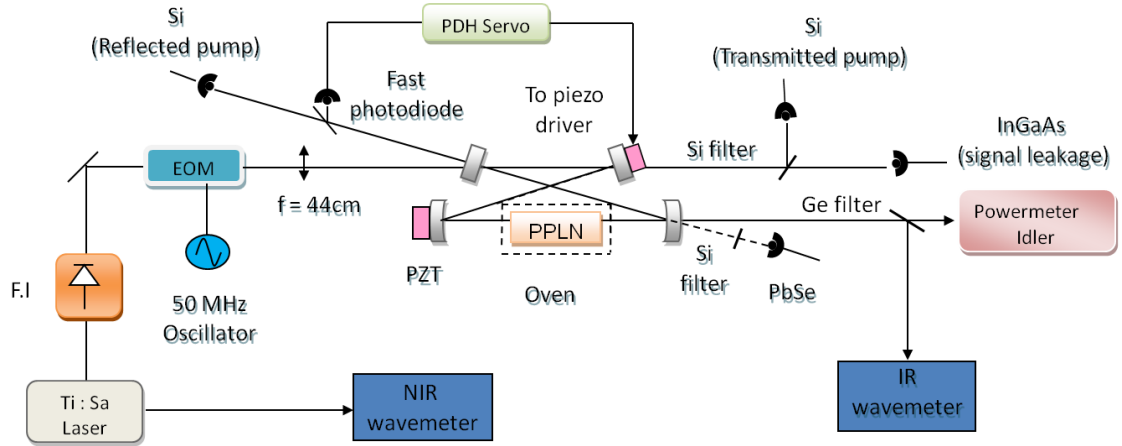 Si
(Reflected pump)
PDH Servo
Si
(Transmitted pump)
Fast
photodiode
To piezo
driver
InGaAs
(signal leakage)
Si filter
EOM
f = 44cm
Ge filter
Powermeter
Idler
PPLN
PZT
Oven
Si
filter
PbSe
F.I
50 MHz
Oscillator
Ti : Sa
Laser
NIR
wavemeter
IR
wavemeter